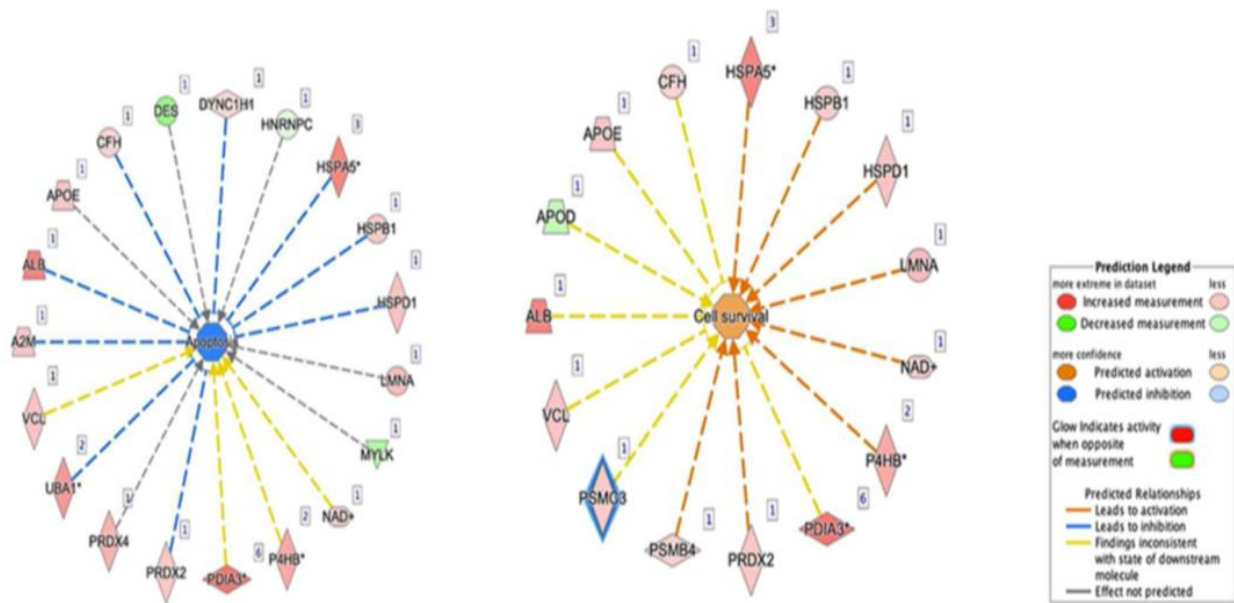 1
DYNC1H1
1
DES
1
HNRNPC
1
CFH
3
HSPA5*
1
APOE
1
HSPB1
1
ALB
1
HSPD1
1
A2M
Apoptosis
1
LMNA
1
VCL
1
MYLK
2
UBA1*
1
NAD+
1
PRDX4
2
P4HB*
1
PRDX2
6
PDIA3*
3
HSPA5*
1
CFH
1
HSPB1
1
APOE
1
HSPD1
1
APOD
1
LMNA
1
ALB
Cell survival
1
NAD+
1
VCL
2
P4HB*
1
PSMC3
6
PDIA3*
1
PSMB4
1
PRDX2
Prediction Legend
more extreme in dataset less
Increased measurement
Decreased measurement
more confidence less
Predicted activation
Predicted inhibition
Glow Indicates activity
when opposite
of measurement
Predicted Relationships
Leads to activation
Leads to inhibition
Findings inconsistent
with state of downstream
molecule
Effect not predicted